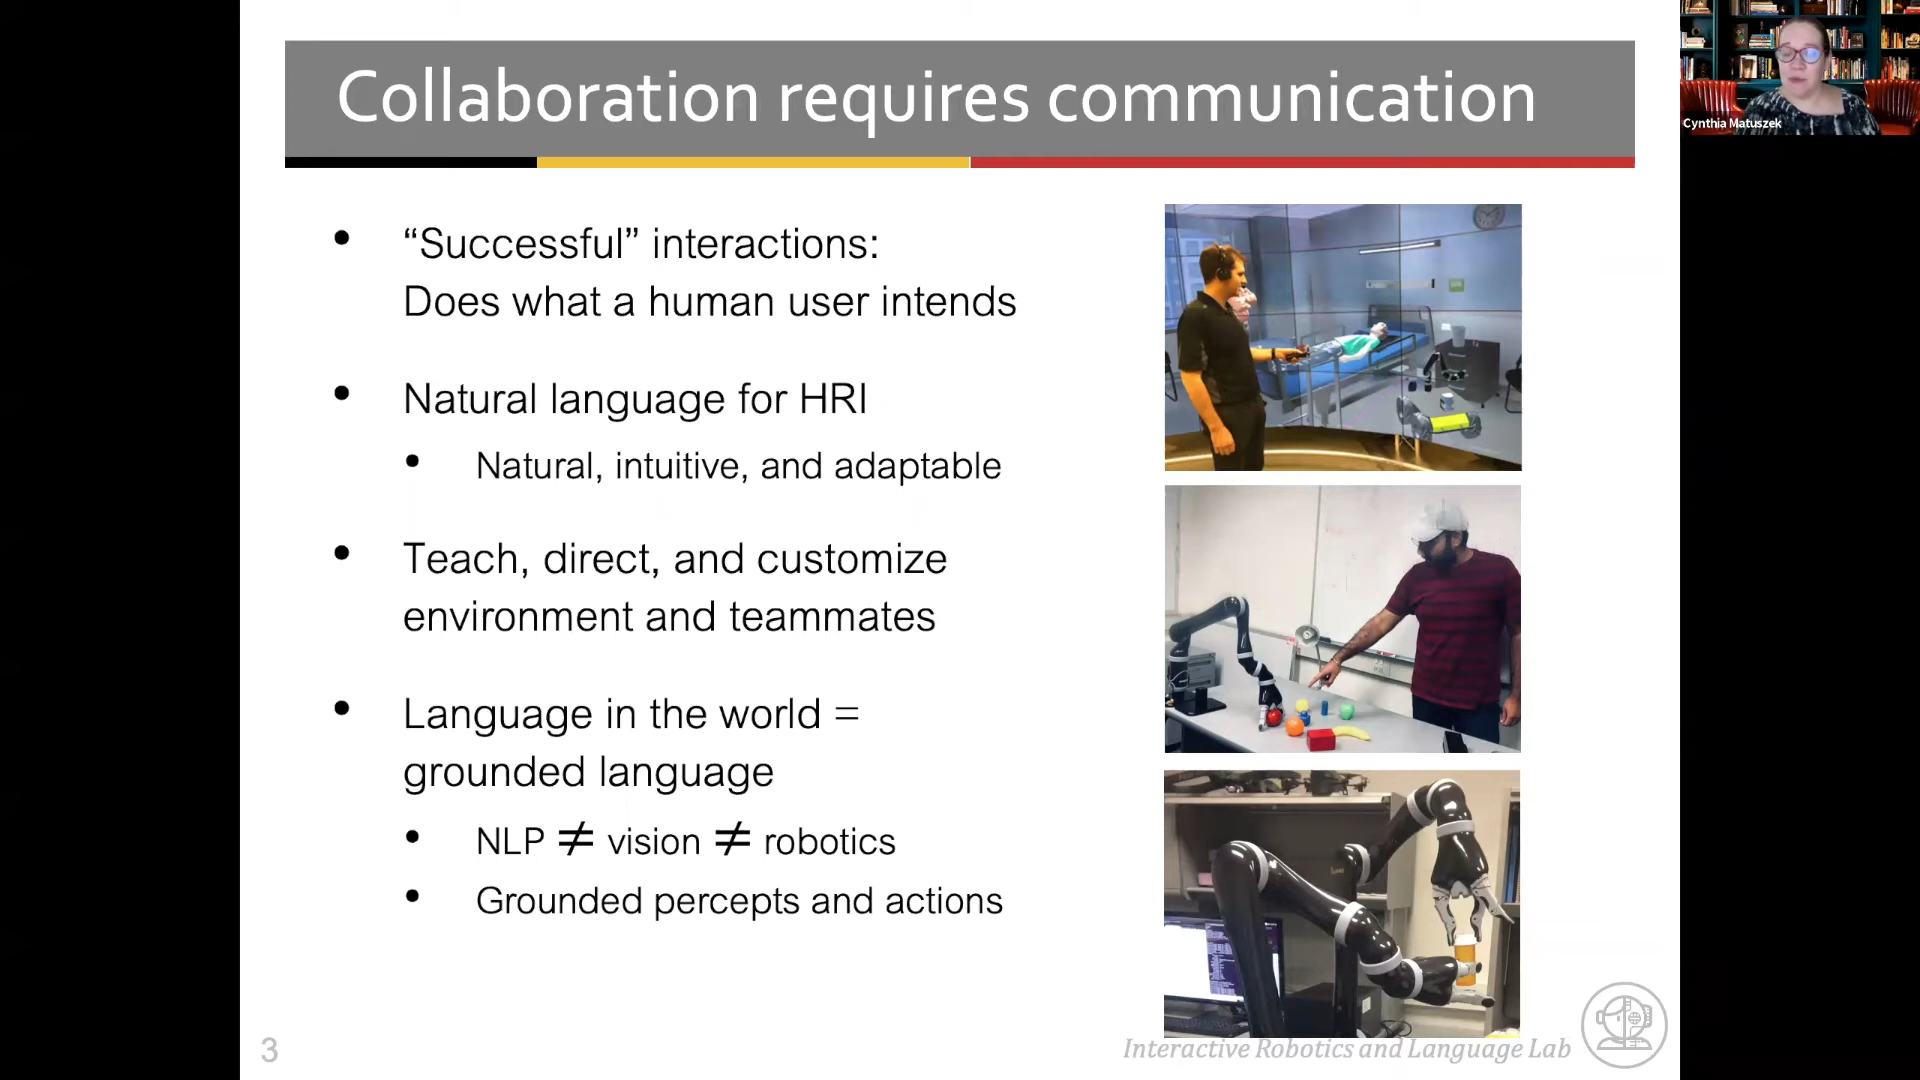 Collaboration requires communication
Cynthia Matuszek
• “Successful” interactions:
Does what a human user intends
• Natural language for HRI
• Natural, intuitive, and adaptable
• Teach, direct, and customize
environment and teammates
• Language in the world =
grounded language
• NLP ≠ vision ≠ robotics
• Grounded percepts and actions
3
Interactive Robotics and Language Lab